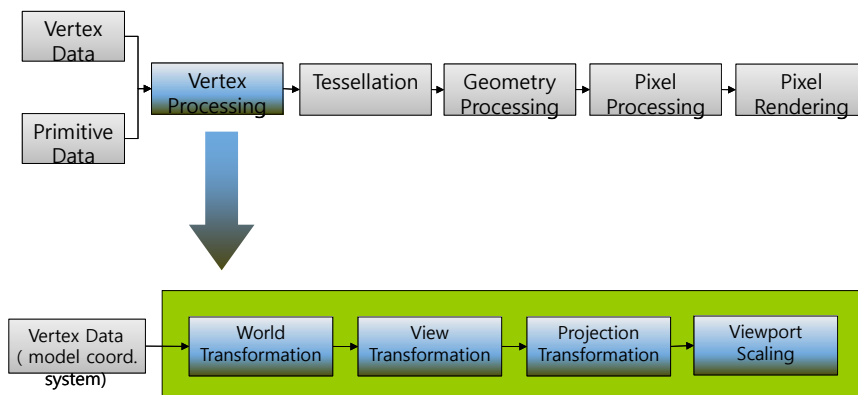 Vertex
Data
Primitive
Data
Vertex
Processing
Tessellation
Geometry
Processing
Pixel
Processing
Pixel
Rendering
Vertex Data
( model coord.
system)
World
Transformation
View
Transformation
Projection
Transformation
Viewport
Scaling